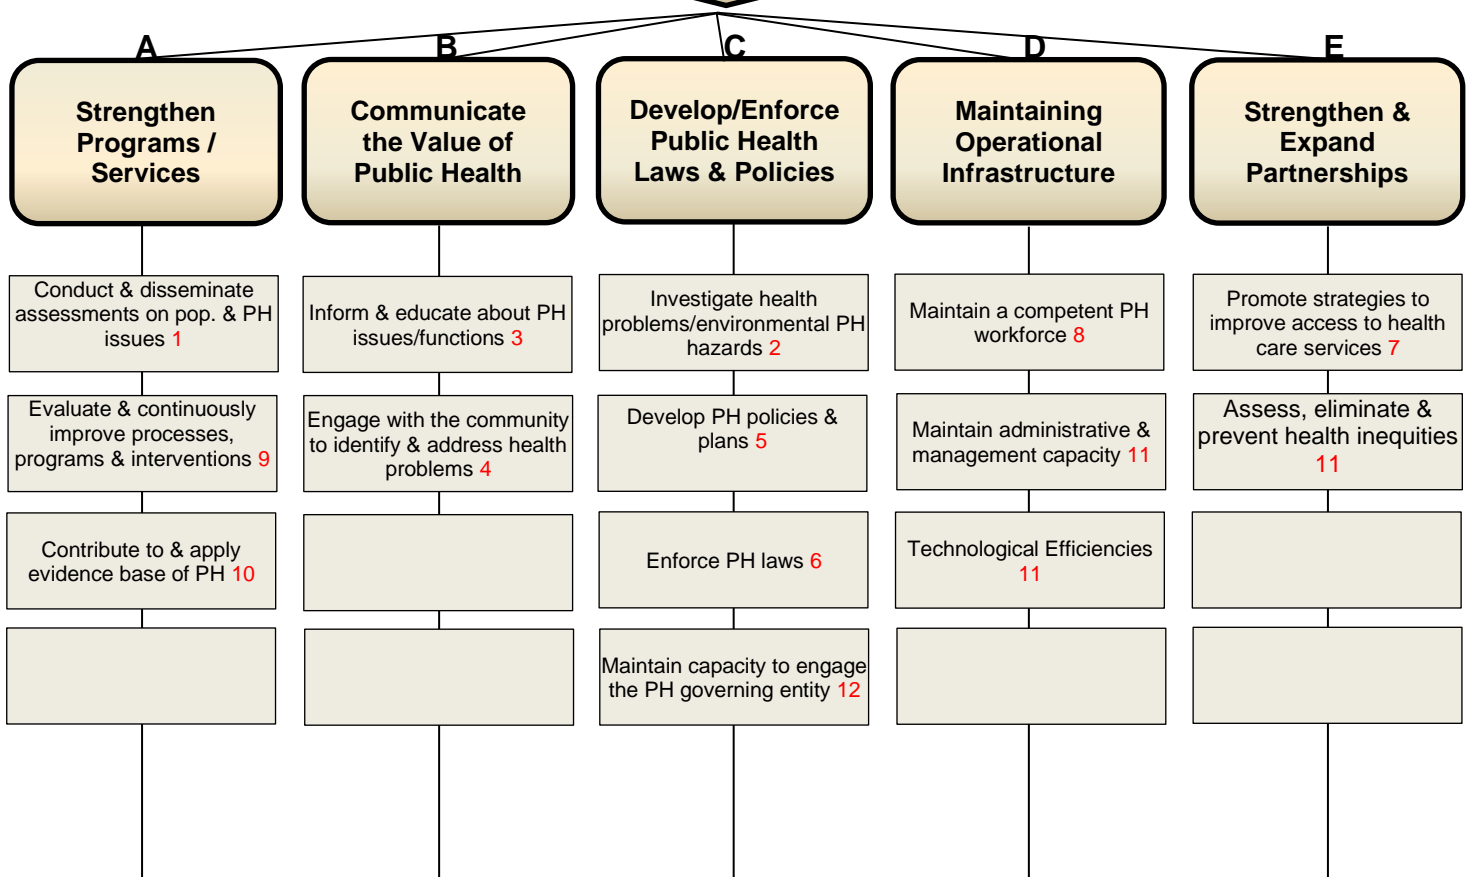 A
B
C
D
E
Strengthen
Programs /
Services
Communicate
the Value of
Public Health
Develop/Enforce
Public Health
Laws & Policies
Maintaining
Operational
Infrastructure
Strengthen &
Expand
Partnerships
Conduct & disseminate
assessments on pop. & PH
issues 1
Inform & educate about PH
issues/functions 3
Investigate health
problems/environmental PH
hazards 2
Maintain a competent PH
workforce 8
Promote strategies to
improve access to health
care services 7
Evaluate & continuously
improve processes,
programs & interventions 9
Engage with the community
to identify & address health
problems 4
Develop PH policies &
plans 5
Maintain administrative &
management capacity 11
Assess, eliminate &
prevent health inequities
11
Contribute to & apply
evidence base of PH 10
Enforce PH laws 6
Technological Efficiencies
11
Maintain capacity to engage
the PH governing entity 12